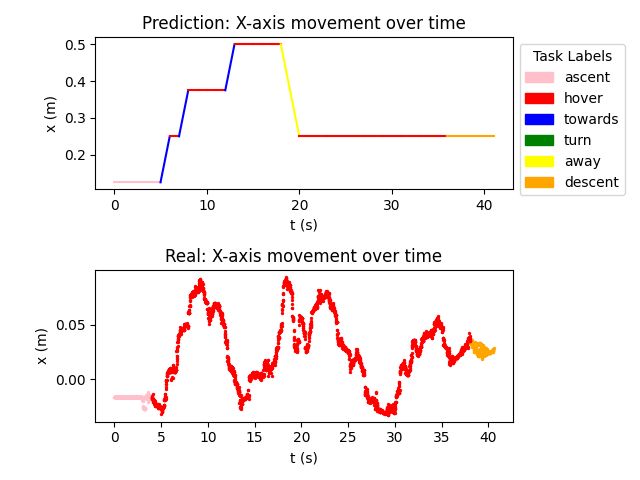 Prediction: X-axis movement over time
0.5
0.4
0.3
0.2
x (m)
0
10
20
30
40
t (s)
Task Labels
ascent
hover
towards
turn
away
descent
Real: X-axis movement over time
0.05
0.00
x (m)
0
5
10
15
20
25
30
35
40
t (s)